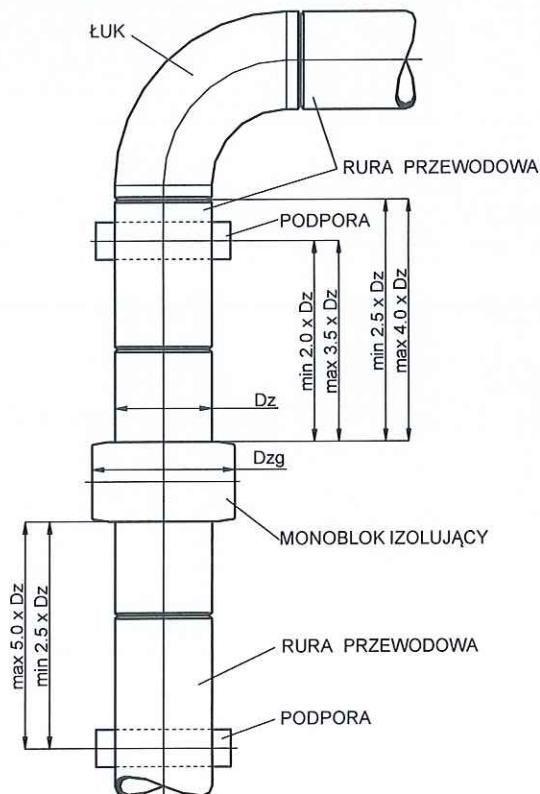 ŁUK
RURA PRZEWODOWA
PODPORA
min 2.0 x Dz
max 3.5 x Dz
min 2.5 x Dz
max 4.0 x Dz
Dz
Dzg
MONOBLOK IZOLUJĄCY
max 5.0 x Dz
min 2.5 x Dz
RURA PRZEWODOWA
PODPORA